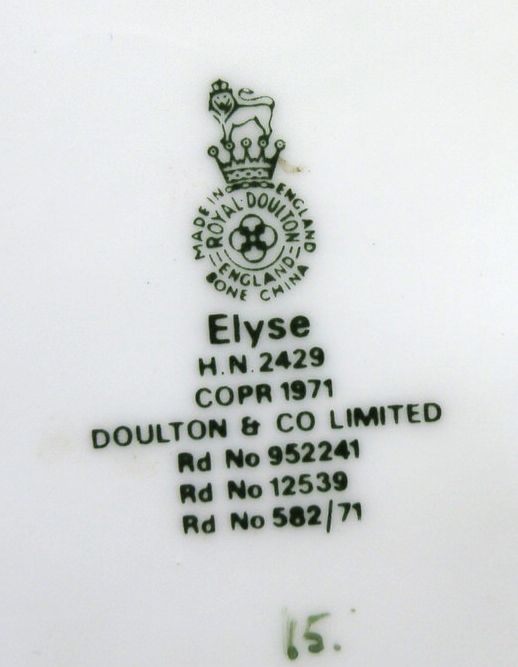 MADE IN ENGLAND
ROYAL DOULTON
ENGLAND
BONE CHINA
Elyse
H.N. 2429
COPR 1971
DOULTON & CO LIMITED
Rd No 952241
Rd No 12539
Rd No 582/71
15.